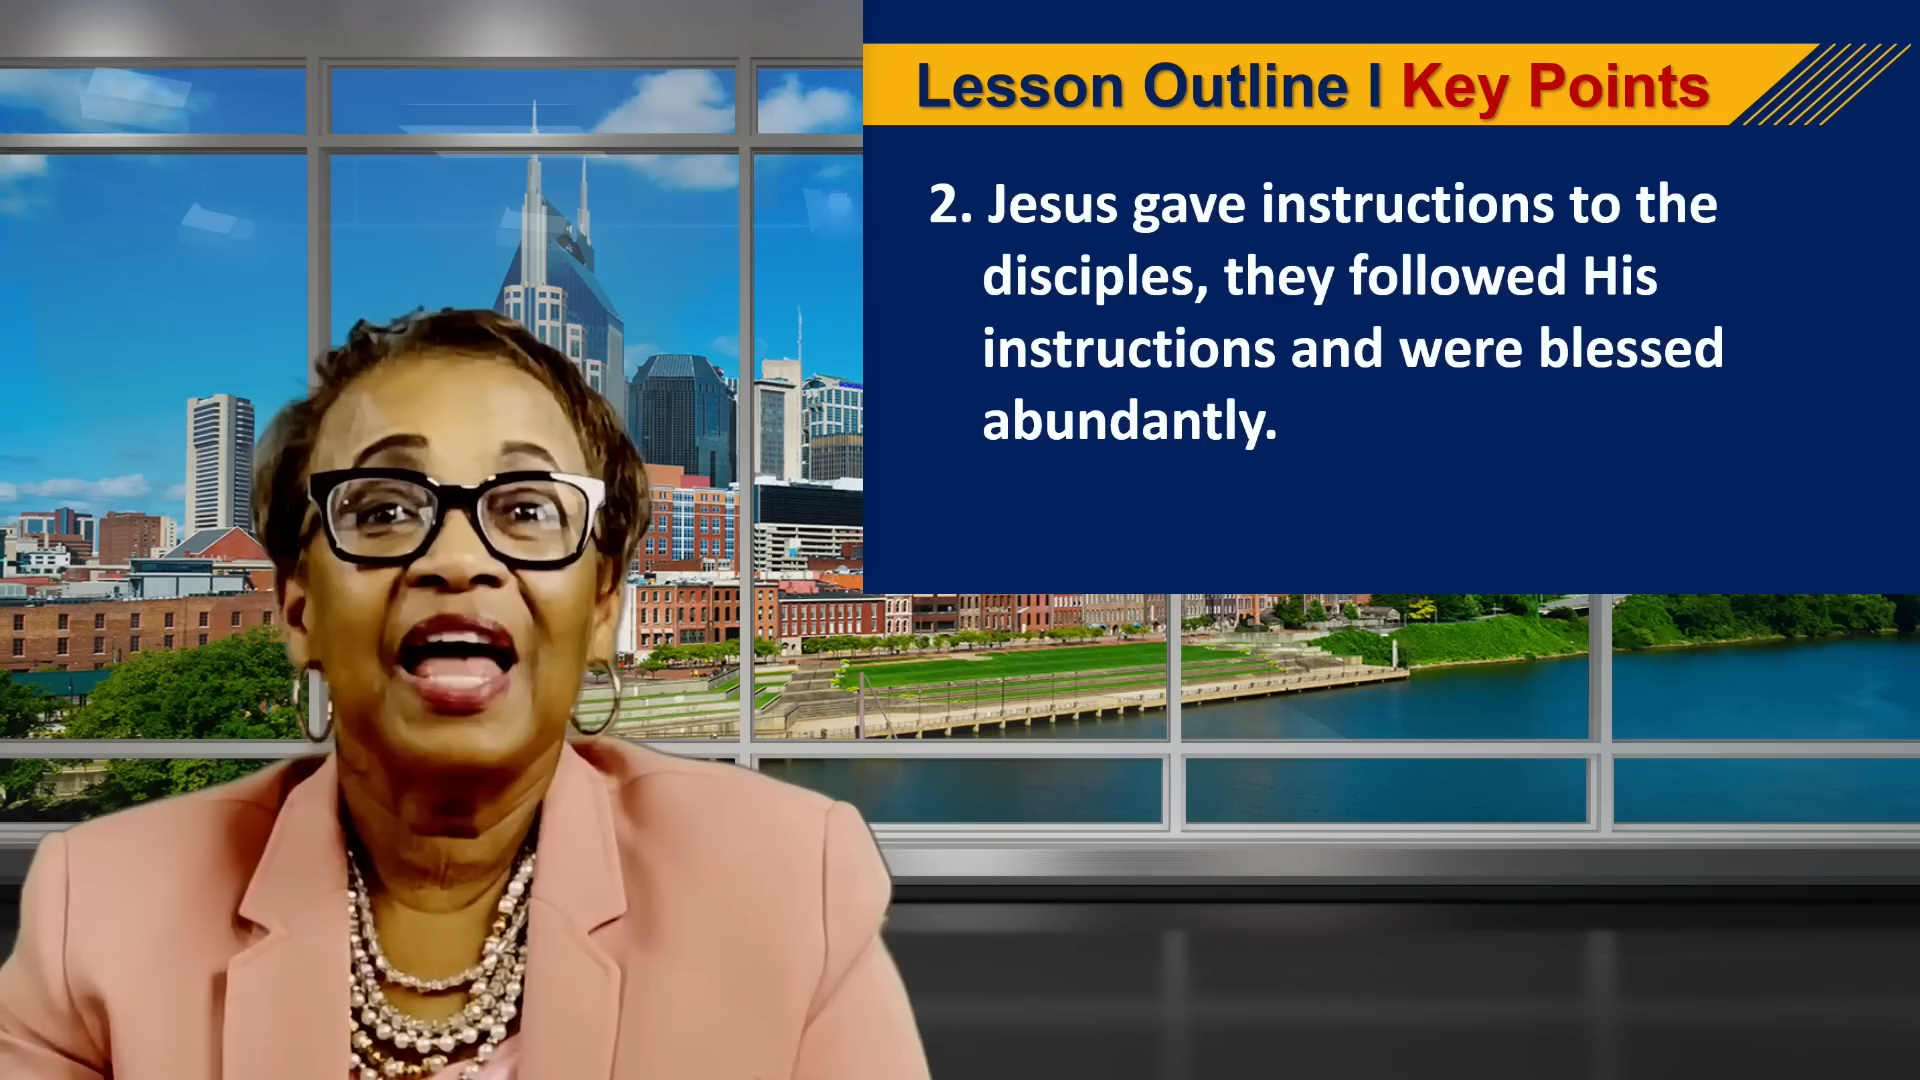 Lesson Outline I Key Points
2. Jesus gave instructions to the
disciples, they followed His
instructions and were blessed
abundantly.